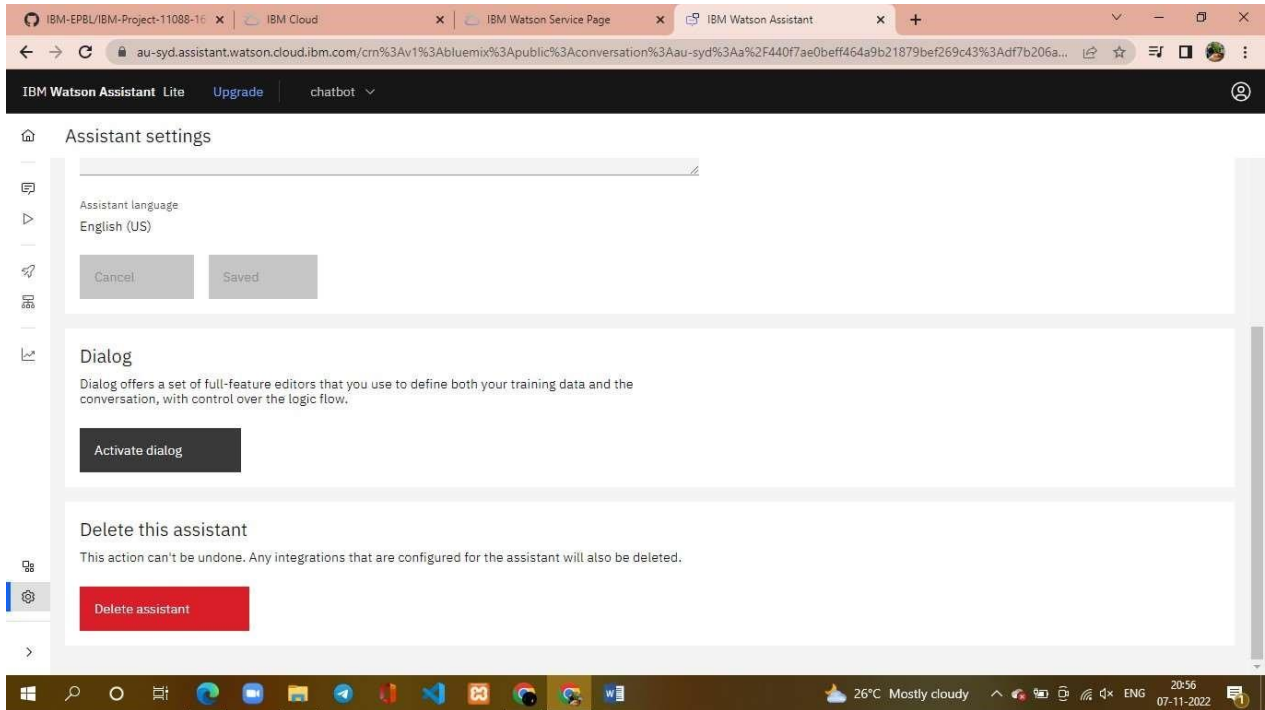 IBM-EPBL/IBM-Project-11088-16
IBM Cloud
IBM Watson Service Page
IBM Watson Assistant
au-syd.assistant.watson.cloud.ibm.com/crn%3Av1%3Abluemix%3Apublic%3Aconversation%3Aau-syd%3Aa%2F440f7ae0beff464a9b21879bef269c43%3Adf7b206a...
IBM Watson Assistant Lite Upgrade chatbot
Assistant settings
Assistant language
English (US)
Cancel Saved
Dialog
Dialog offers a set of full-feature editors that you use to define both your training data and the
conversation, with control over the logic flow.
Activate dialog
Delete this assistant
This action can't be undone. Any integrations that are configured for the assistant will also be deleted.
Delete assistant
26°C Mostly cloudy ENG
20:56
07-11-2022